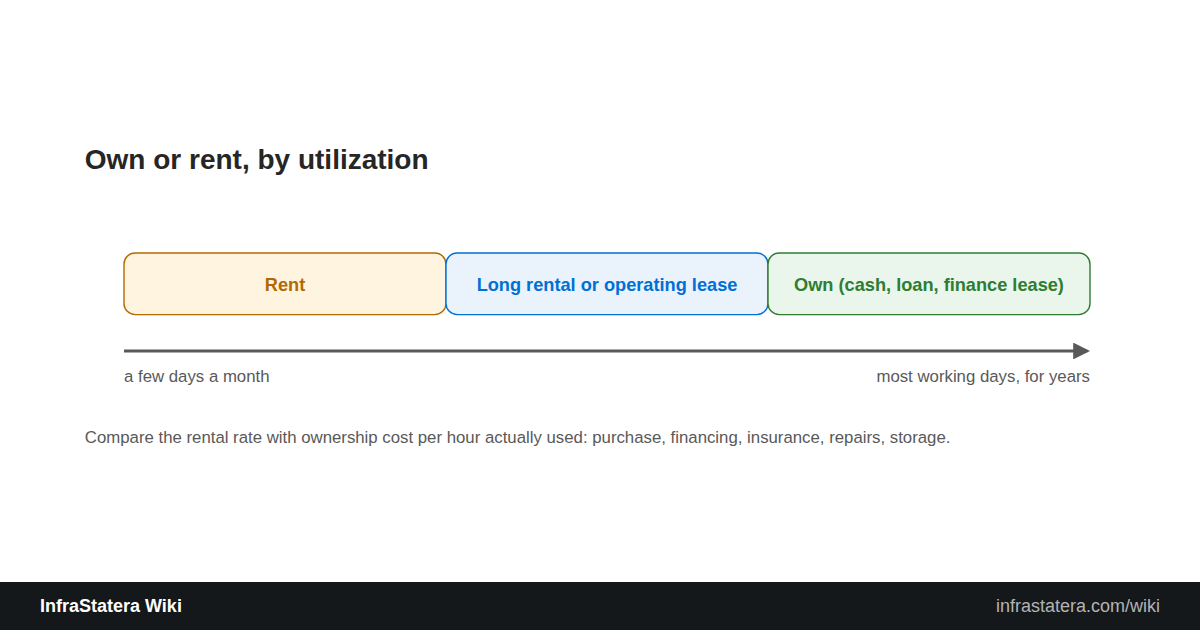 Own or rent, by utilization
Rent
Long rental or operating lease
Own (cash, loan, finance lease)
a few days a month
most working days, for years
Compare the rental rate with ownership cost per hour actually used: purchase, financing, insurance, repairs, storage.
InfraStatera Wiki
infrastatera.com/wiki